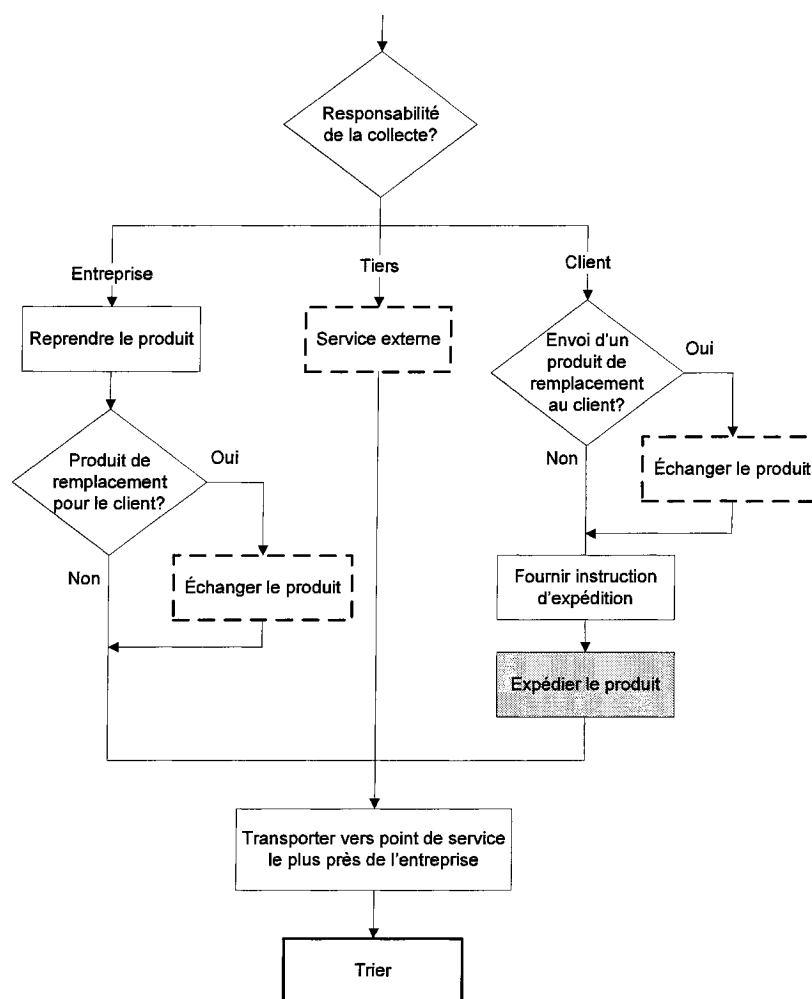 Responsabilité
de la collecte?
Entreprise
Tiers
Client
Reprendre le produit
Service externe
Envoi d'un
produit de
remplacement
au client?
Oui
Non
Échanger le produit
Produit de
remplacement
pour le client?
Oui
Non
Échanger le produit
Fournir instruction
d'expédition
Expédier le produit
Transporter vers point de service
le plus près de l'entreprise
Trier